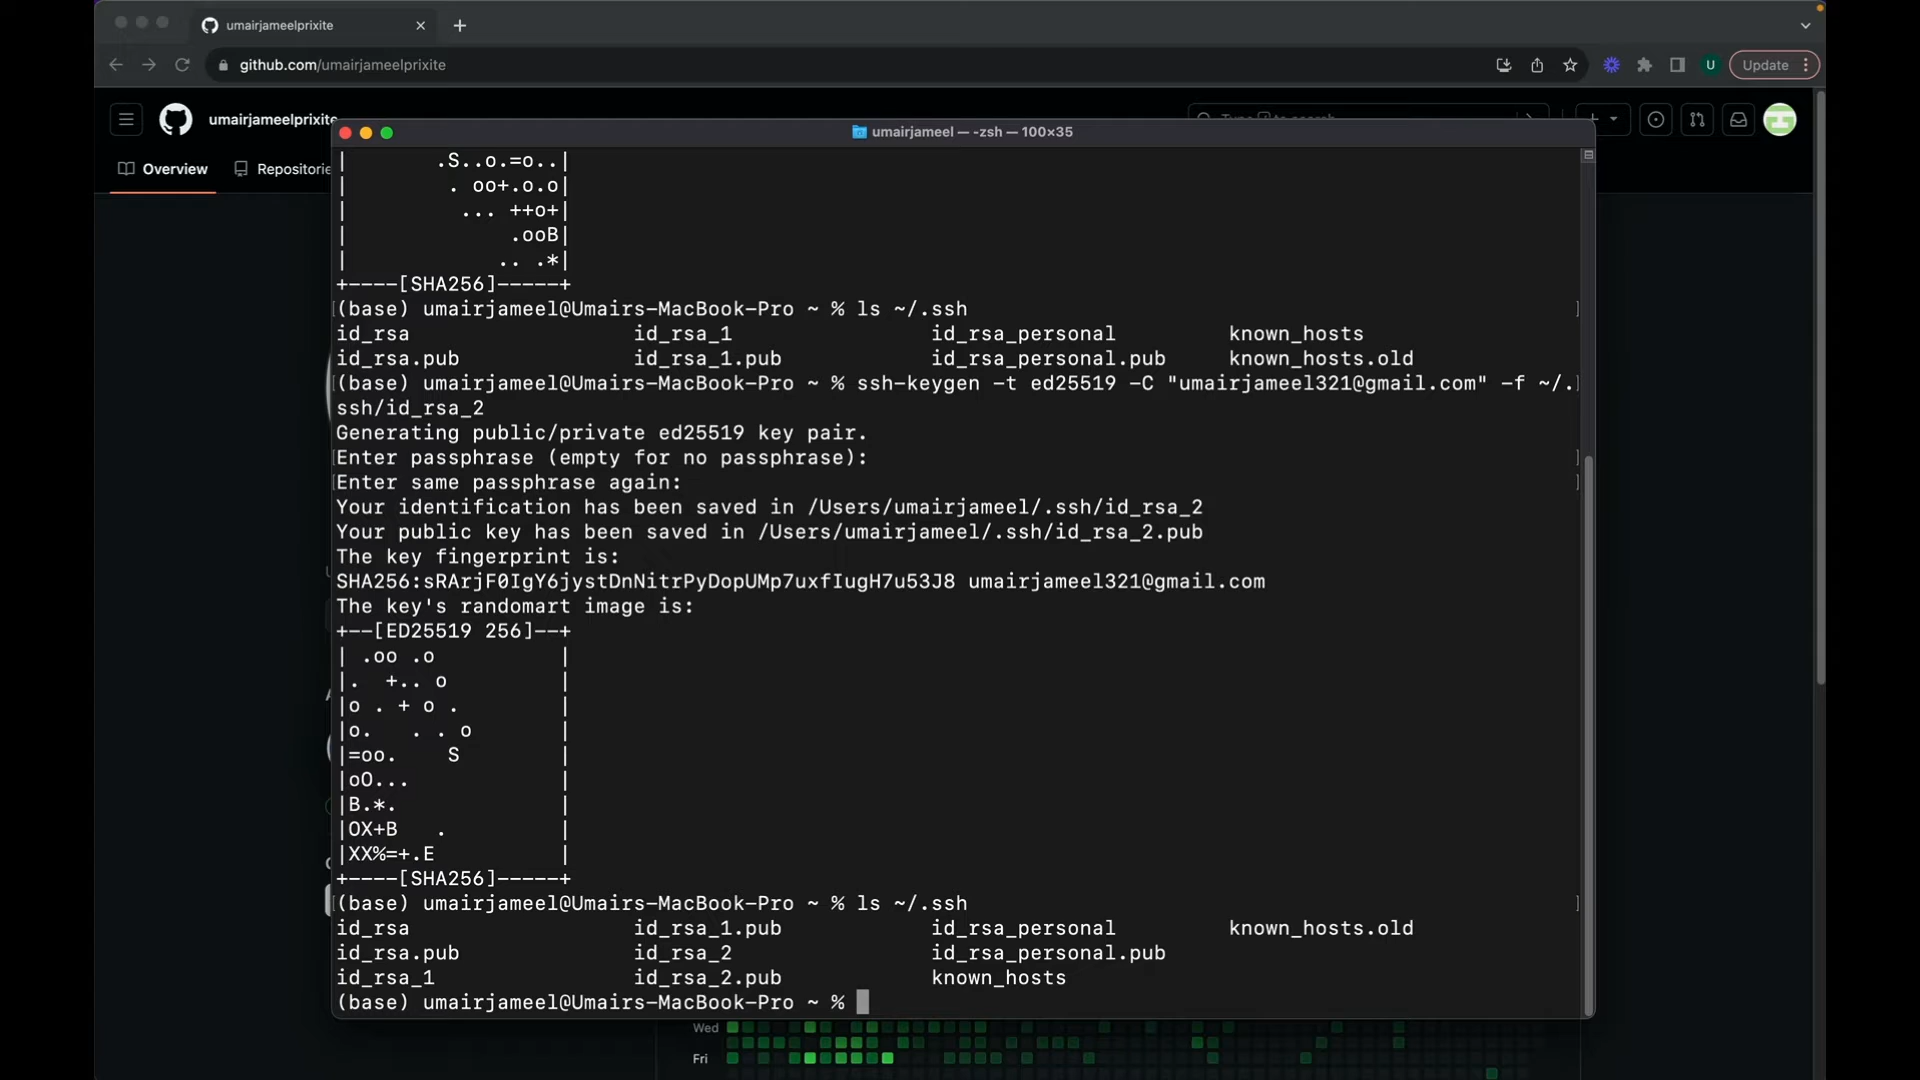 umairjameelprixite
github.com/umairjameelprixite
U
Update
umairjameelprixite
Overview
Repositorie
umairjameel — -zsh — 100×35
|        .S..o.=o..|
|         . oo+.o.o|
|          ... ++o+|
|              .ooB|
|             .. .*|
+----[SHA256]-----+
(base) umairjameel@Umairs-MacBook-Pro ~ % ls ~/.ssh
id_rsa id_rsa_1 id_rsa_personal known_hosts
id_rsa.pub id_rsa_1.pub id_rsa_personal.pub known_hosts.old
(base) umairjameel@Umairs-MacBook-Pro ~ % ssh-keygen -t ed25519 -C "umairjameel321@gmail.com" -f ~/.
ssh/id_rsa_2
Generating public/private ed25519 key pair.
Enter passphrase (empty for no passphrase):
Enter same passphrase again:
Your identification has been saved in /Users/umairjameel/.ssh/id_rsa_2
Your public key has been saved in /Users/umairjameel/.ssh/id_rsa_2.pub
The key fingerprint is:
SHA256:sRArjF0IgY6jystDnNitrPyDopUMp7uxfIugH7u53J8 umairjameel321@gmail.com
The key's randomart image is:
+--[ED25519 256]--+
| .oo .o          |
|.  +.. o         |
|o . + o .        |
|o.   . . o       |
|=oo.    S        |
|oO...            |
|B.*.             |
|OX+B   .         |
|XX%=+.E          |
+----[SHA256]-----+
(base) umairjameel@Umairs-MacBook-Pro ~ % ls ~/.ssh
id_rsa id_rsa_1.pub id_rsa_personal known_hosts.old
id_rsa.pub id_rsa_2 id_rsa_personal.pub
id_rsa_1 id_rsa_2.pub known_hosts
(base) umairjameel@Umairs-MacBook-Pro ~ %
Wed
Fri